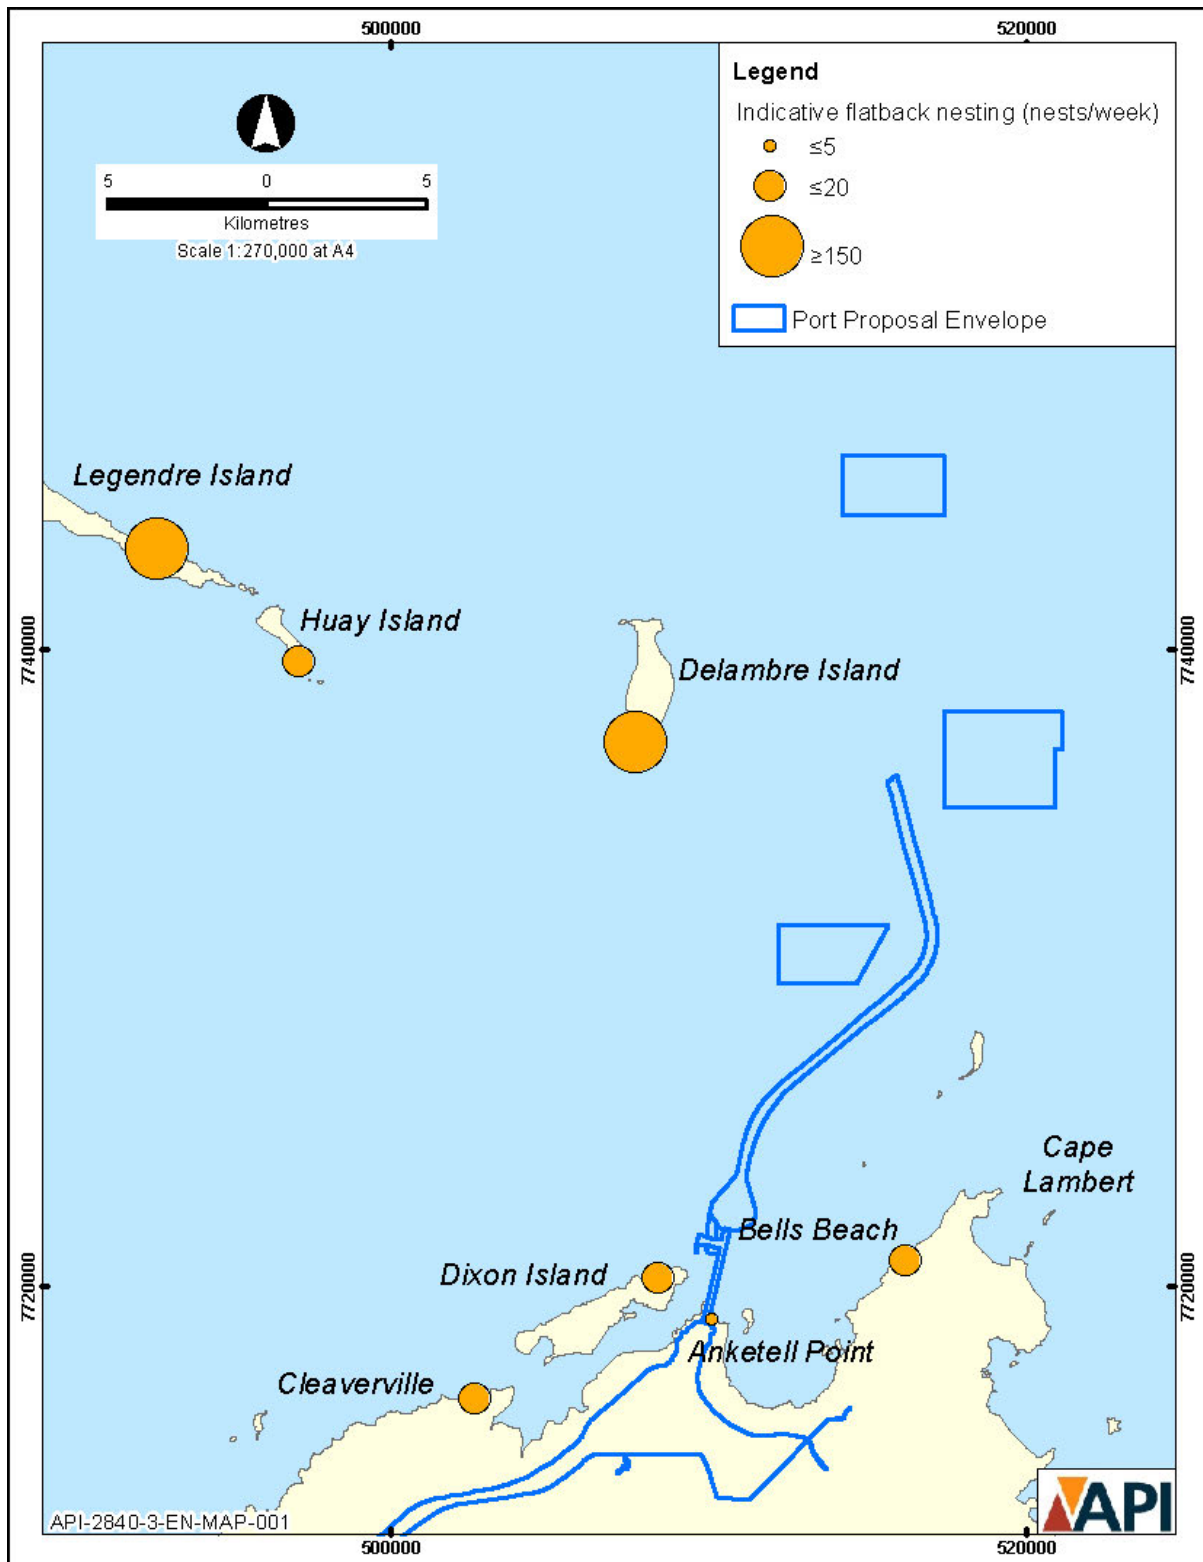 500000
520000
Legend
Indicative flatback nesting (nests/week)
≤5
≤20
≥150
Port Proposal Envelope
5 0 5
Kilometres
Scale 1:270,000 at A4
Legendre Island
Huay Island
7740000
7740000
Delambre Island
Cape
Lambert
Bells Beach
Dixon Island
7720000
7720000
Anketell Point
Cleaverville
API-2840-3-EN-MAP-001
API
500000
520000